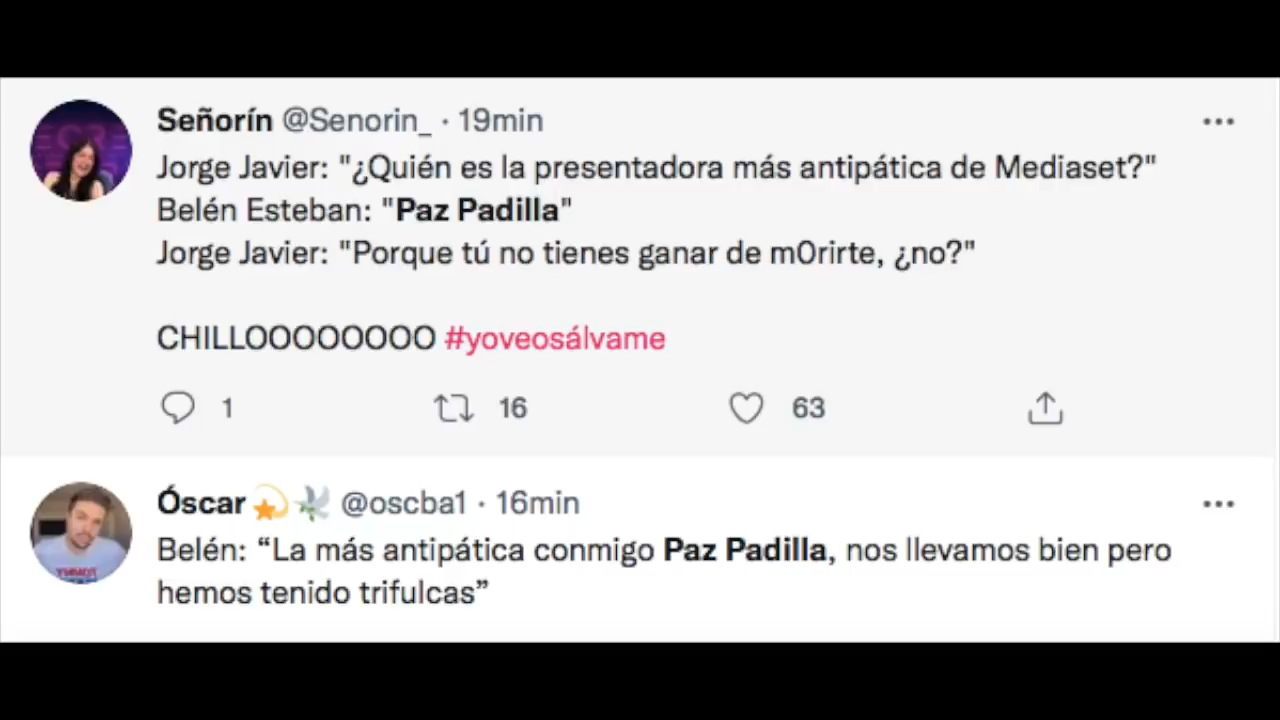 Señorín @Senorin_ · 19min
Jorge Javier: "¿Quién es la presentadora más antipática de Mediaset?"
Belén Esteban: "Paz Padilla"
Jorge Javier: "Porque tú no tienes ganar de m0rirte, ¿no?"
CHILLOOOOOOOO #yoveosálvame
1 16 63
Óscar 💫🕊 @oscba1 · 16min
Belén: “La más antipática conmigo Paz Padilla, nos llevamos bien pero
hemos tenido trifulcas”